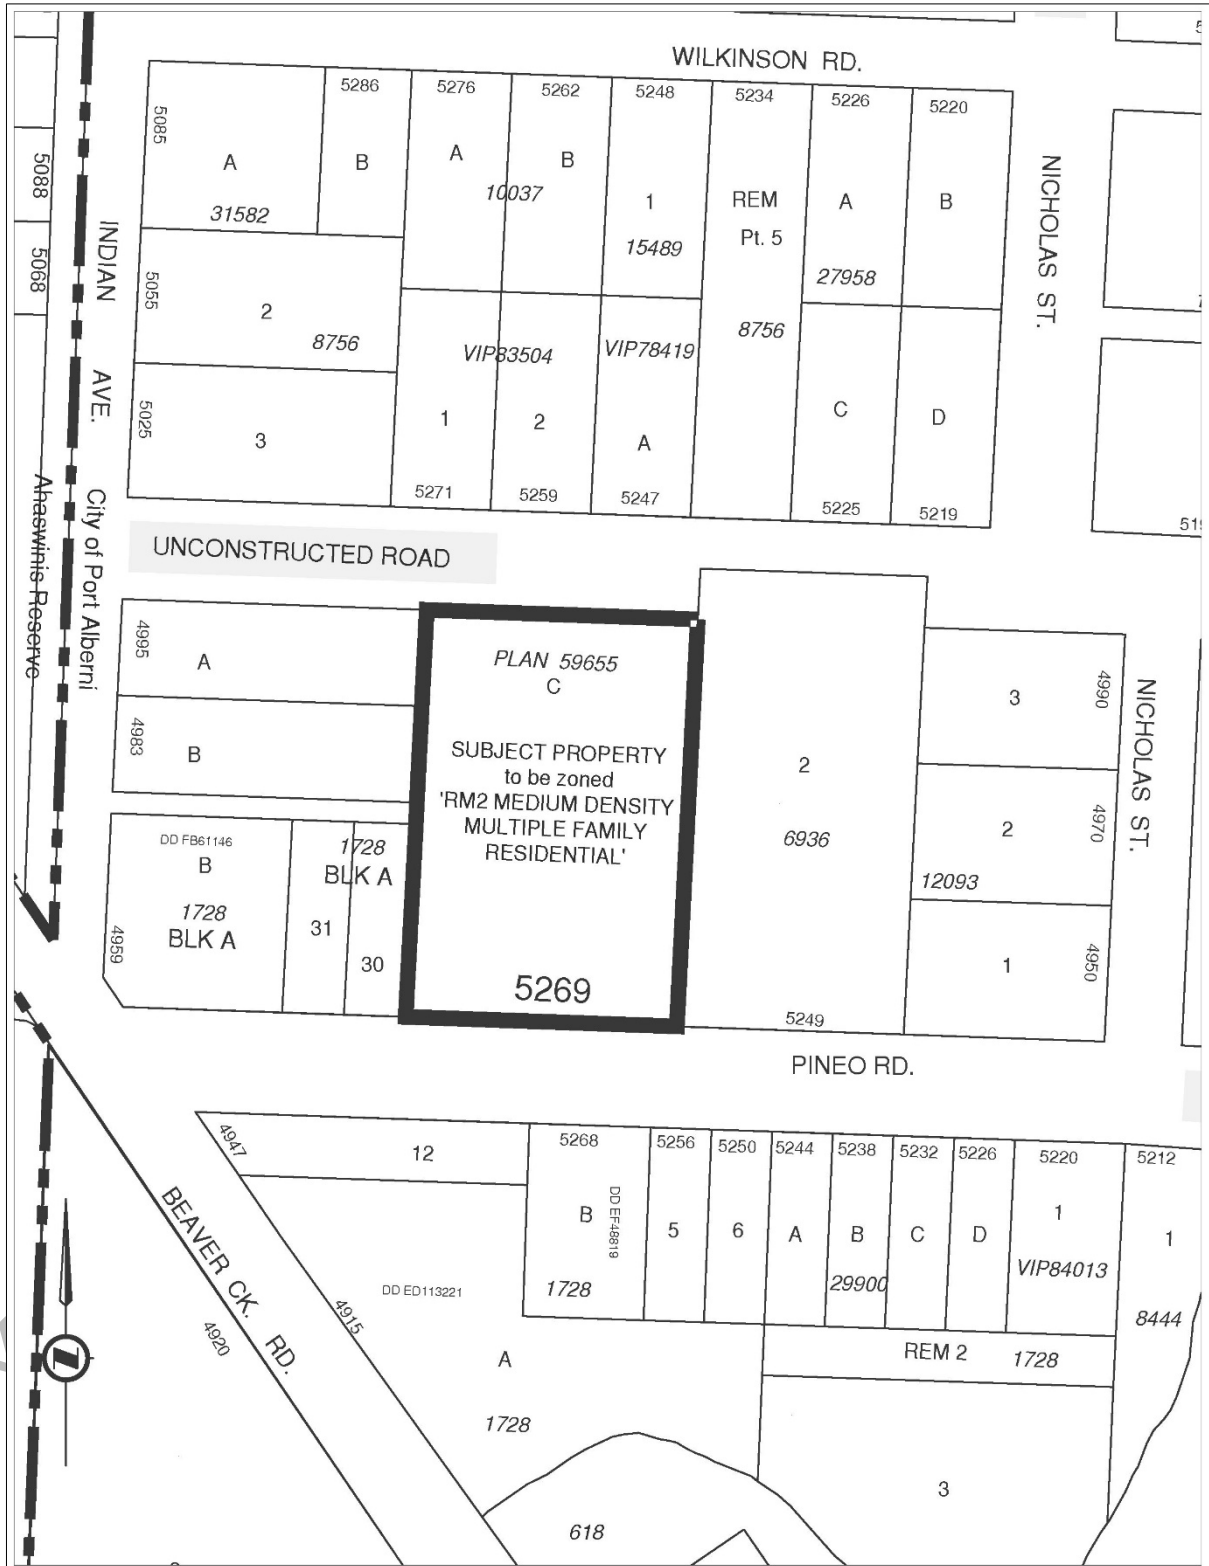 WILKINSON RD.
5286
5276
5262
5248
5234
5226
5220
5085
A
31582
B
A
10037
B
1
15489
REM
Pt. 5
A
27958
B
NICHOLAS ST.
5088
5068
INDIAN AVE.
5055
2
8756
VIP83504
VIP78419
8756
5025
3
1
5271
2
5259
A
5247
C
5225
D
5219
Ahaswinis Reserve
City of Port Alberni
UNCONSTRUCTED ROAD
4995
A
4983
B
PLAN 59655
C
SUBJECT PROPERTY
to be zoned
'RM2 MEDIUM DENSITY
MULTIPLE FAMILY
RESIDENTIAL'
5269
2
6936
5249
3
4990
2
4970
12093
1
4950
NICHOLAS ST.
DD FB61146
B
1728
BLK A
4959
1728
BLK A
31
30
PINEO RD.
4947
12
5268
5256
5250
5244
5238
5232
5226
5220
5212
B
DD EF48819
1728
5
6
A
B
29900
C
D
1
VIP84013
1
8444
BEAVER CK. RD.
4920
4915
DD ED113221
A
1728
REM 2
1728
3
618